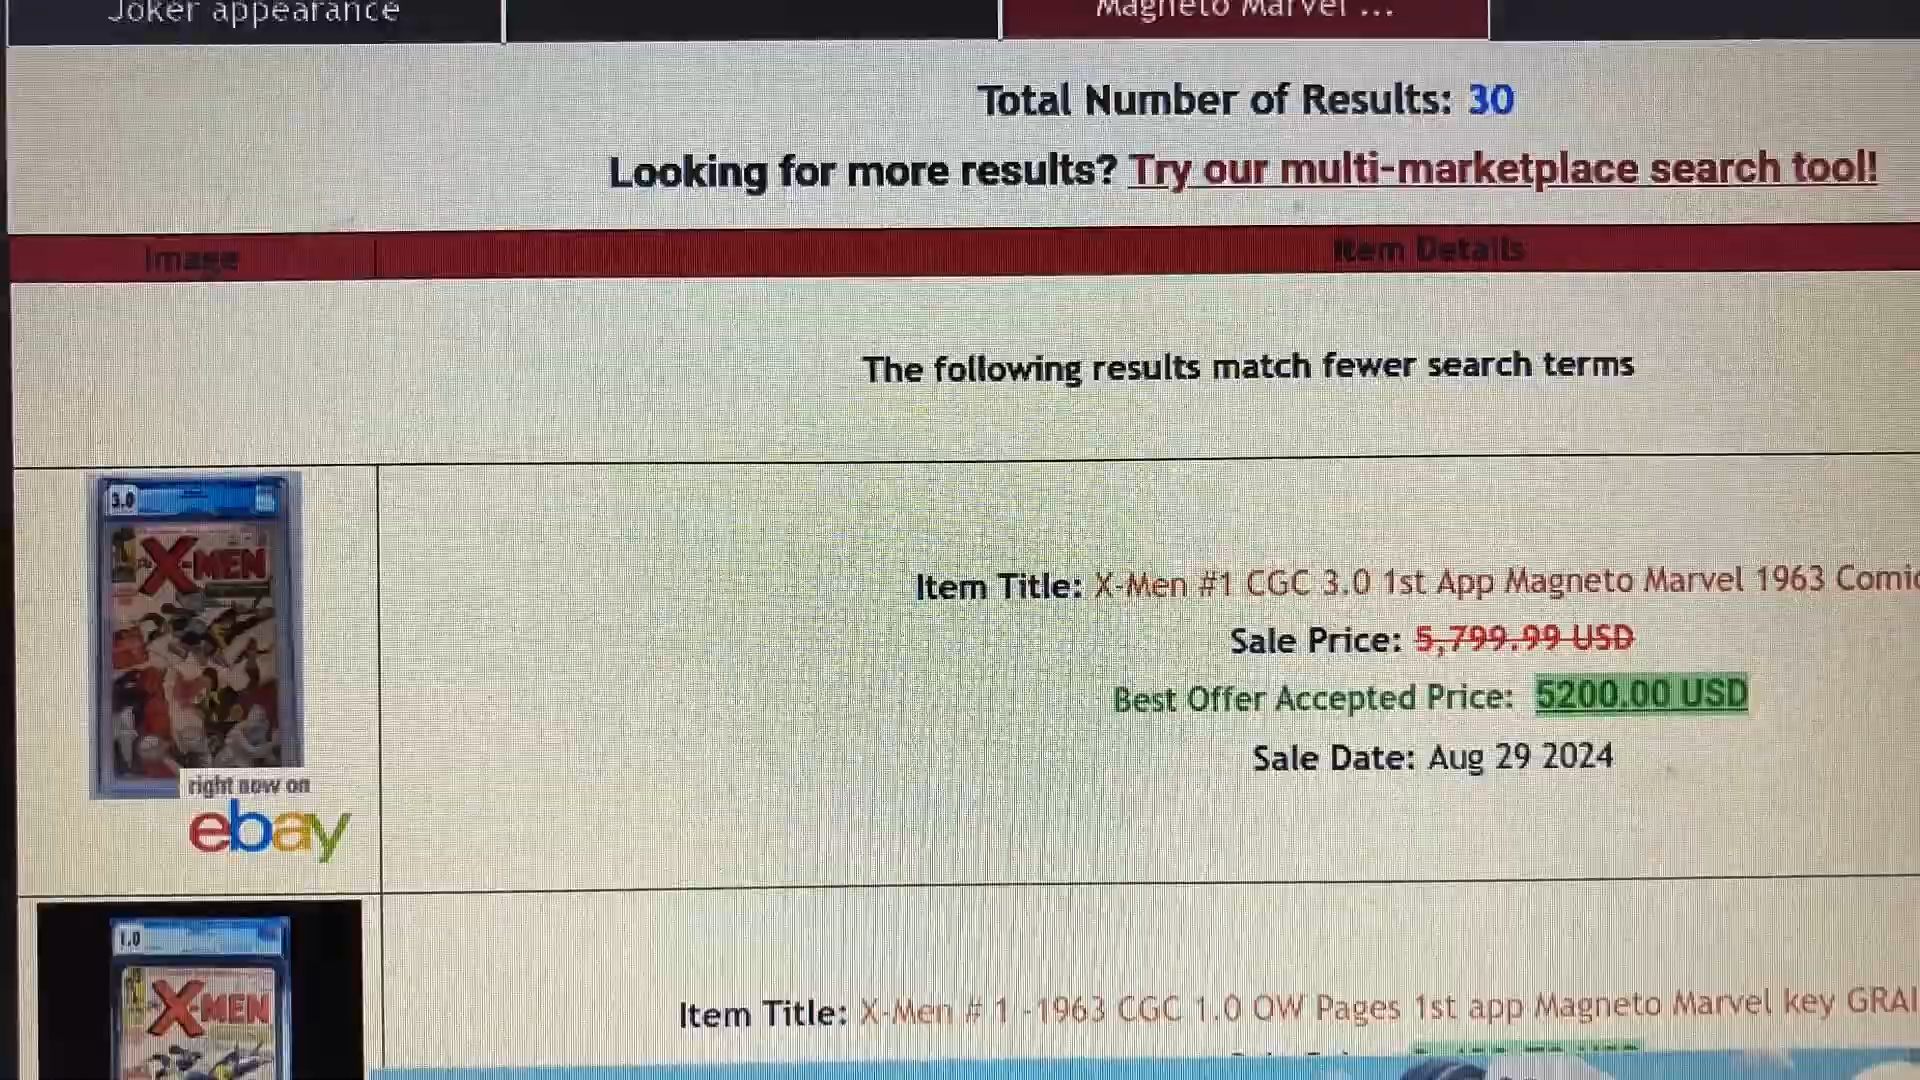 Joker appearance
Magneto Marvel ...
Total Number of Results: 30
Looking for more results? Try our multi-marketplace search tool!
Image
Item Details
The following results match fewer search terms
3.0
X-MEN
Item Title: X-Men #1 CGC 3.0 1st App Magneto Marvel 1963 Comic
Sale Price: 5,799.99 USD
Best Offer Accepted Price: 5200.00 USD
Sale Date: Aug 29 2024
right now on
ebay
1.0
X-MEN
Item Title: X-Men # 1 -1963 CGC 1.0 OW Pages 1st app Magneto Marvel key GRAI